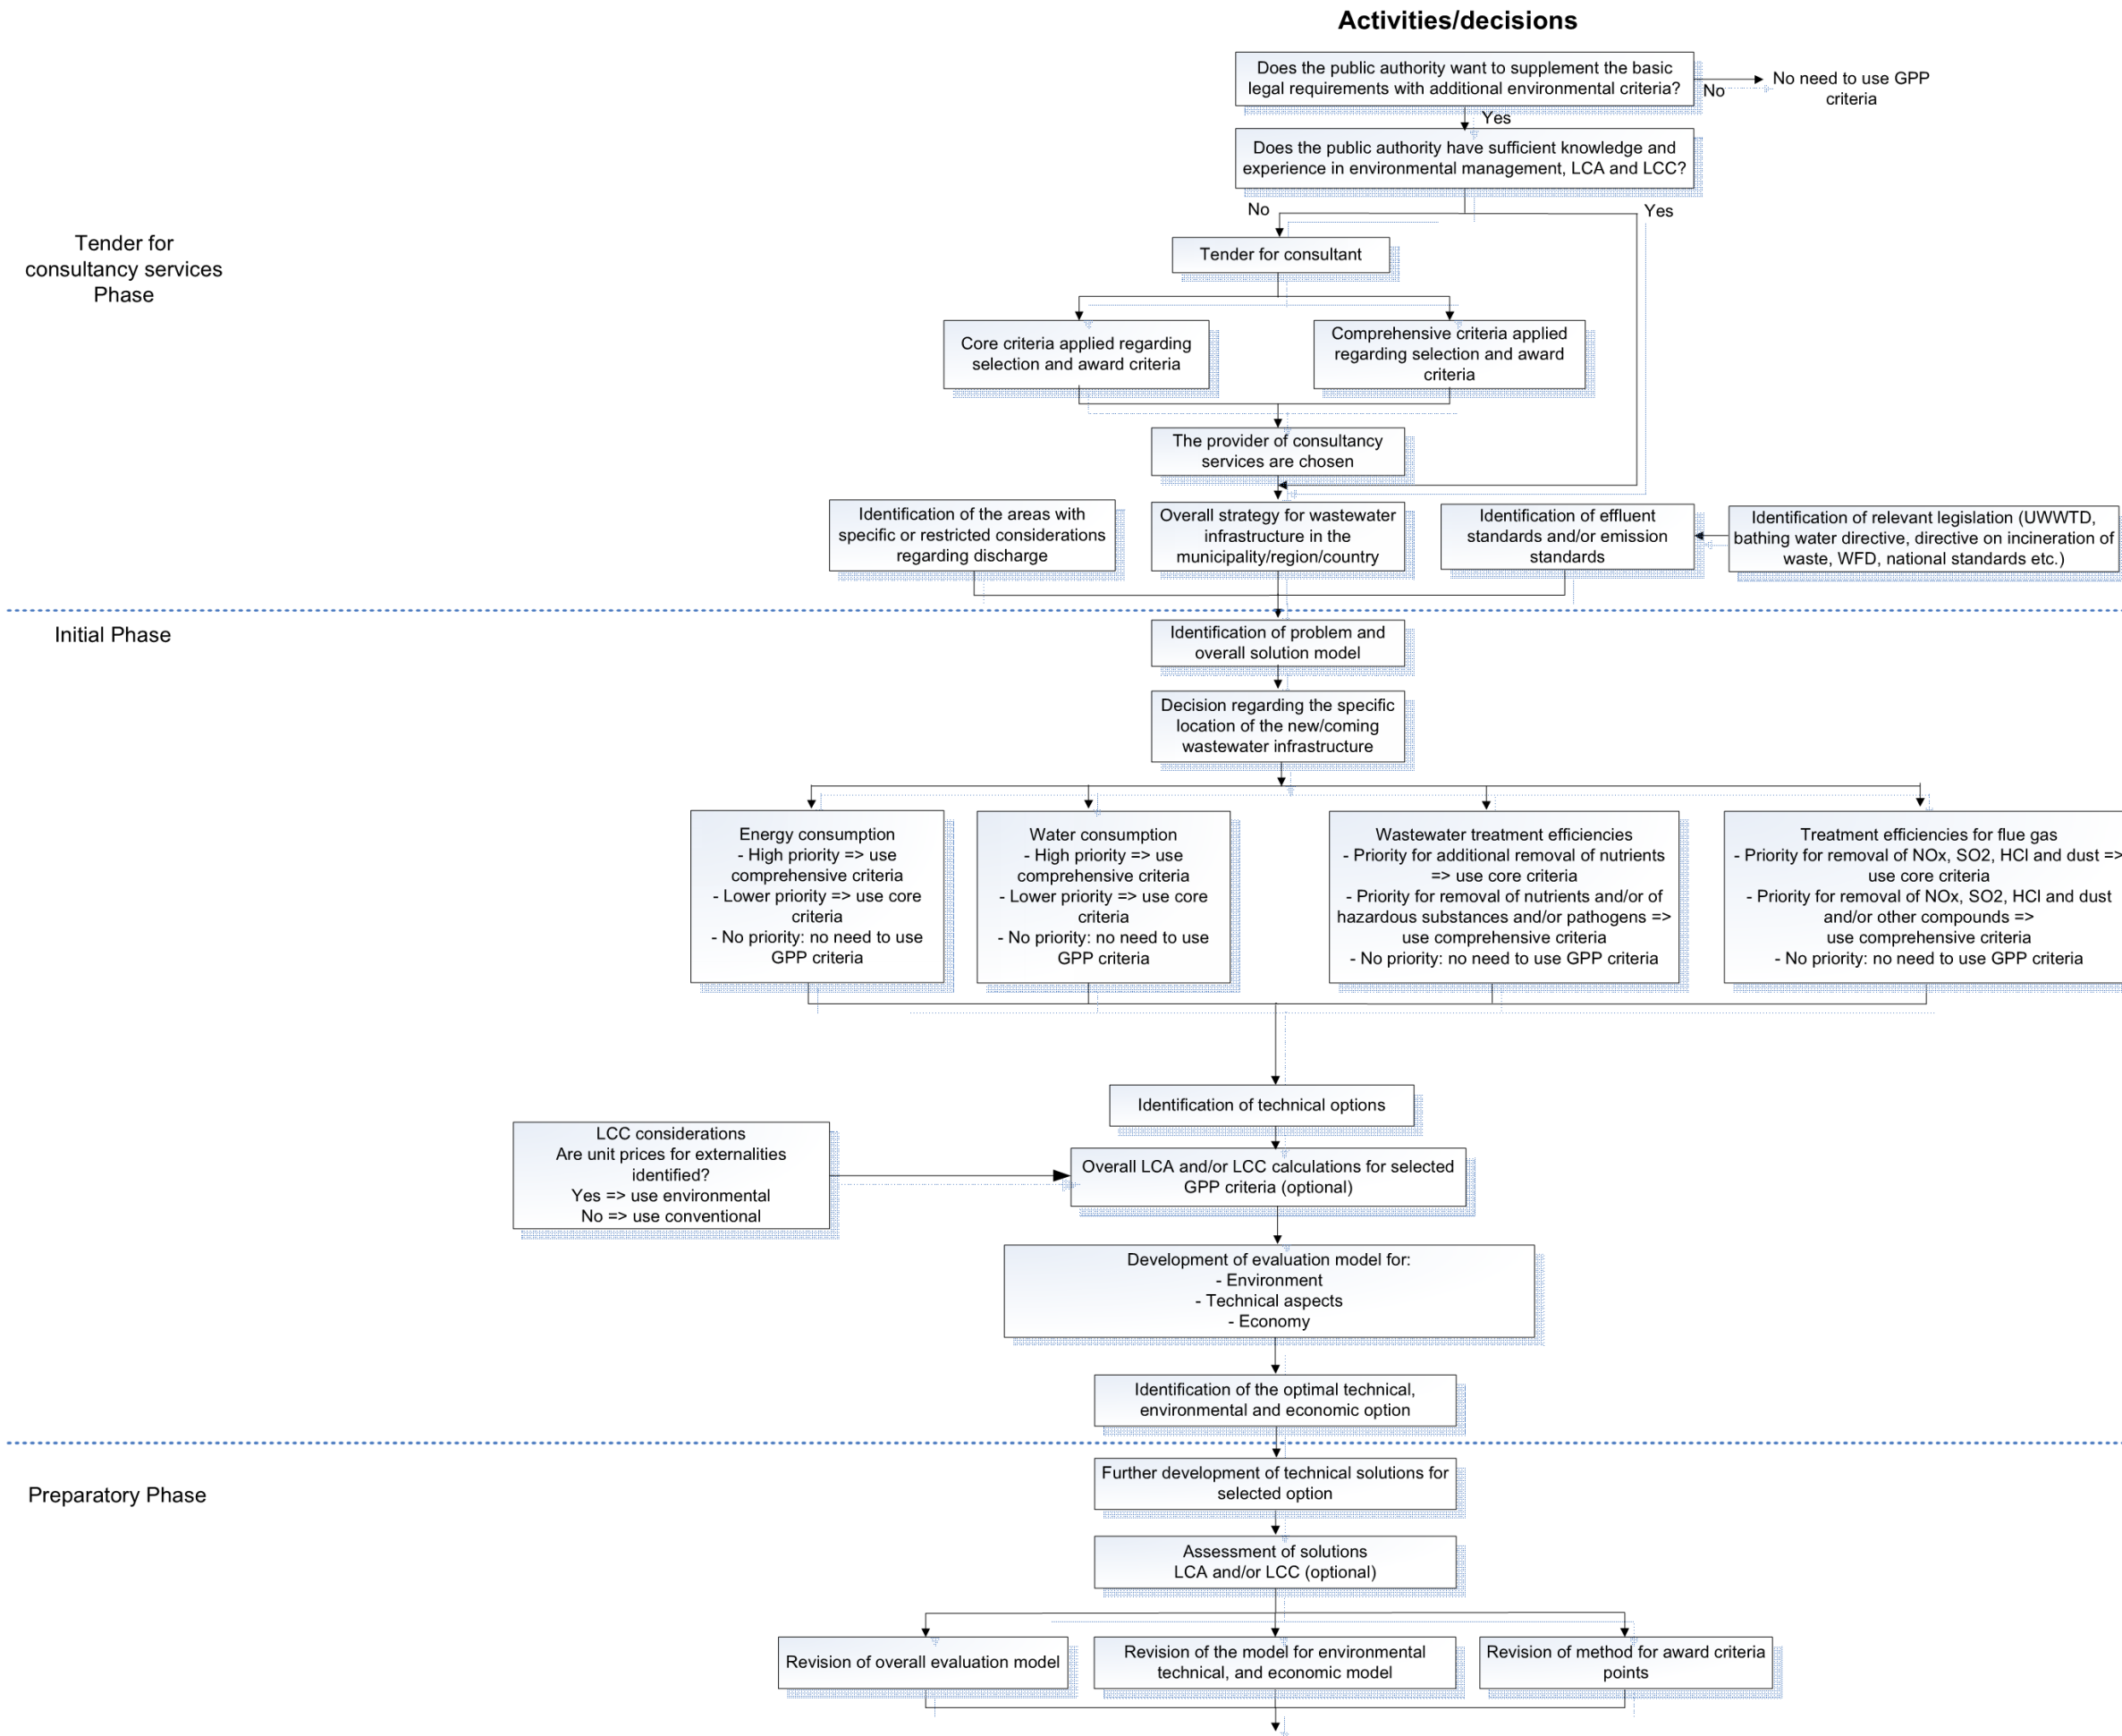 Activities/decisions
Does the public authority want to supplement the basic
legal requirements with additional environmental criteria?
No
No need to use GPP
criteria
Yes
Does the public authority have sufficient knowledge and
experience in environmental management, LCA and LCC?
No
Yes
Tender for
consultancy services
Phase
Tender for consultant
Core criteria applied regarding
selection and award criteria
Comprehensive criteria applied
regarding selection and award
criteria
The provider of consultancy
services are chosen
Identification of the areas with
specific or restricted considerations
regarding discharge
Overall strategy for wastewater
infrastructure in the
municipality/region/country
Identification of effluent
standards and/or emission
standards
Identification of relevant legislation (UWWTD,
bathing water directive, directive on incineration of
waste, WFD, national standards etc.)
Initial Phase
Identification of problem and
overall solution model
Decision regarding the specific
location of the new/coming
wastewater infrastructure
Energy consumption
- High priority => use
comprehensive criteria
- Lower priority => use core
criteria
- No priority: no need to use
GPP criteria
Water consumption
- High priority => use
comprehensive criteria
- Lower priority => use core
criteria
- No priority: no need to use
GPP criteria
Wastewater treatment efficiencies
- Priority for additional removal of nutrients
=> use core criteria
- Priority for removal of nutrients and/or of
hazardous substances and/or pathogens =>
use comprehensive criteria
- No priority: no need to use GPP criteria
Treatment efficiencies for flue gas
- Priority for removal of NOx, SO2, HCl and dust =>
use core criteria
- Priority for removal of NOx, SO2, HCl and dust
and/or other compounds =>
use comprehensive criteria
- No priority: no need to use GPP criteria
Identification of technical options
LCC considerations
Are unit prices for externalities
identified?
Yes => use environmental
No => use conventional
Overall LCA and/or LCC calculations for selected
GPP criteria (optional)
Development of evaluation model for:
- Environment
- Technical aspects
- Economy
Identification of the optimal technical,
environmental and economic option
Preparatory Phase
Further development of technical solutions for
selected option
Assessment of solutions
LCA and/or LCC (optional)
Revision of overall evaluation model
Revision of the model for environmental
technical, and economic model
Revision of method for award criteria
points